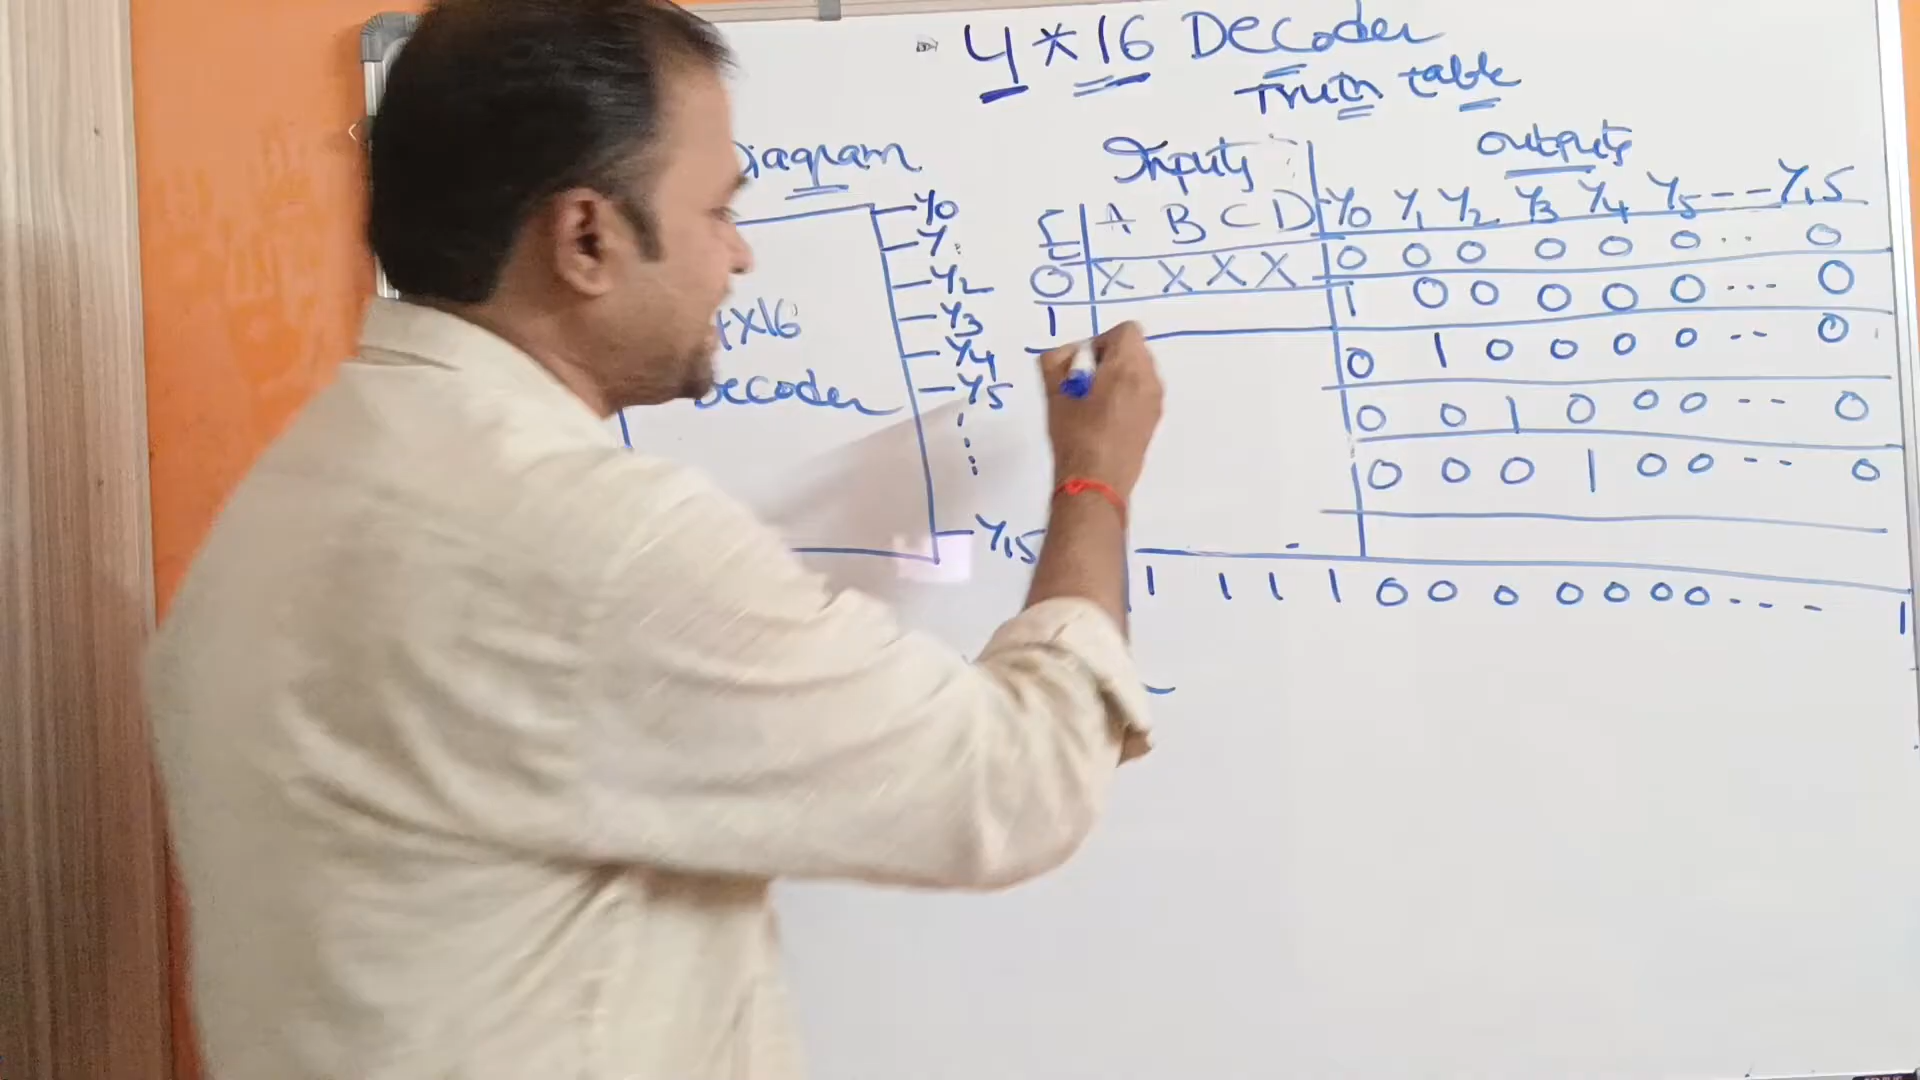 4 * 16 Decoder
Truth table
Diagram
Inputs outputs
E A B C D Y0 Y1 Y2 Y3 Y4 Y5 --- Y15
0 X X X X 0 0 0 0 0 0 .. 0
1 1 0 0 0 0 0 --- 0
0 1 0 0 0 0 -- 0
0 0 1 0 0 0 --- 0
0 0 0 1 0 0 -- 0
1 1 1 1 0 0 0 0 0 0 0 ---- 1
Y0
Y
Y2
Y3
Y4
Y5
Y15
4X16
Decoder